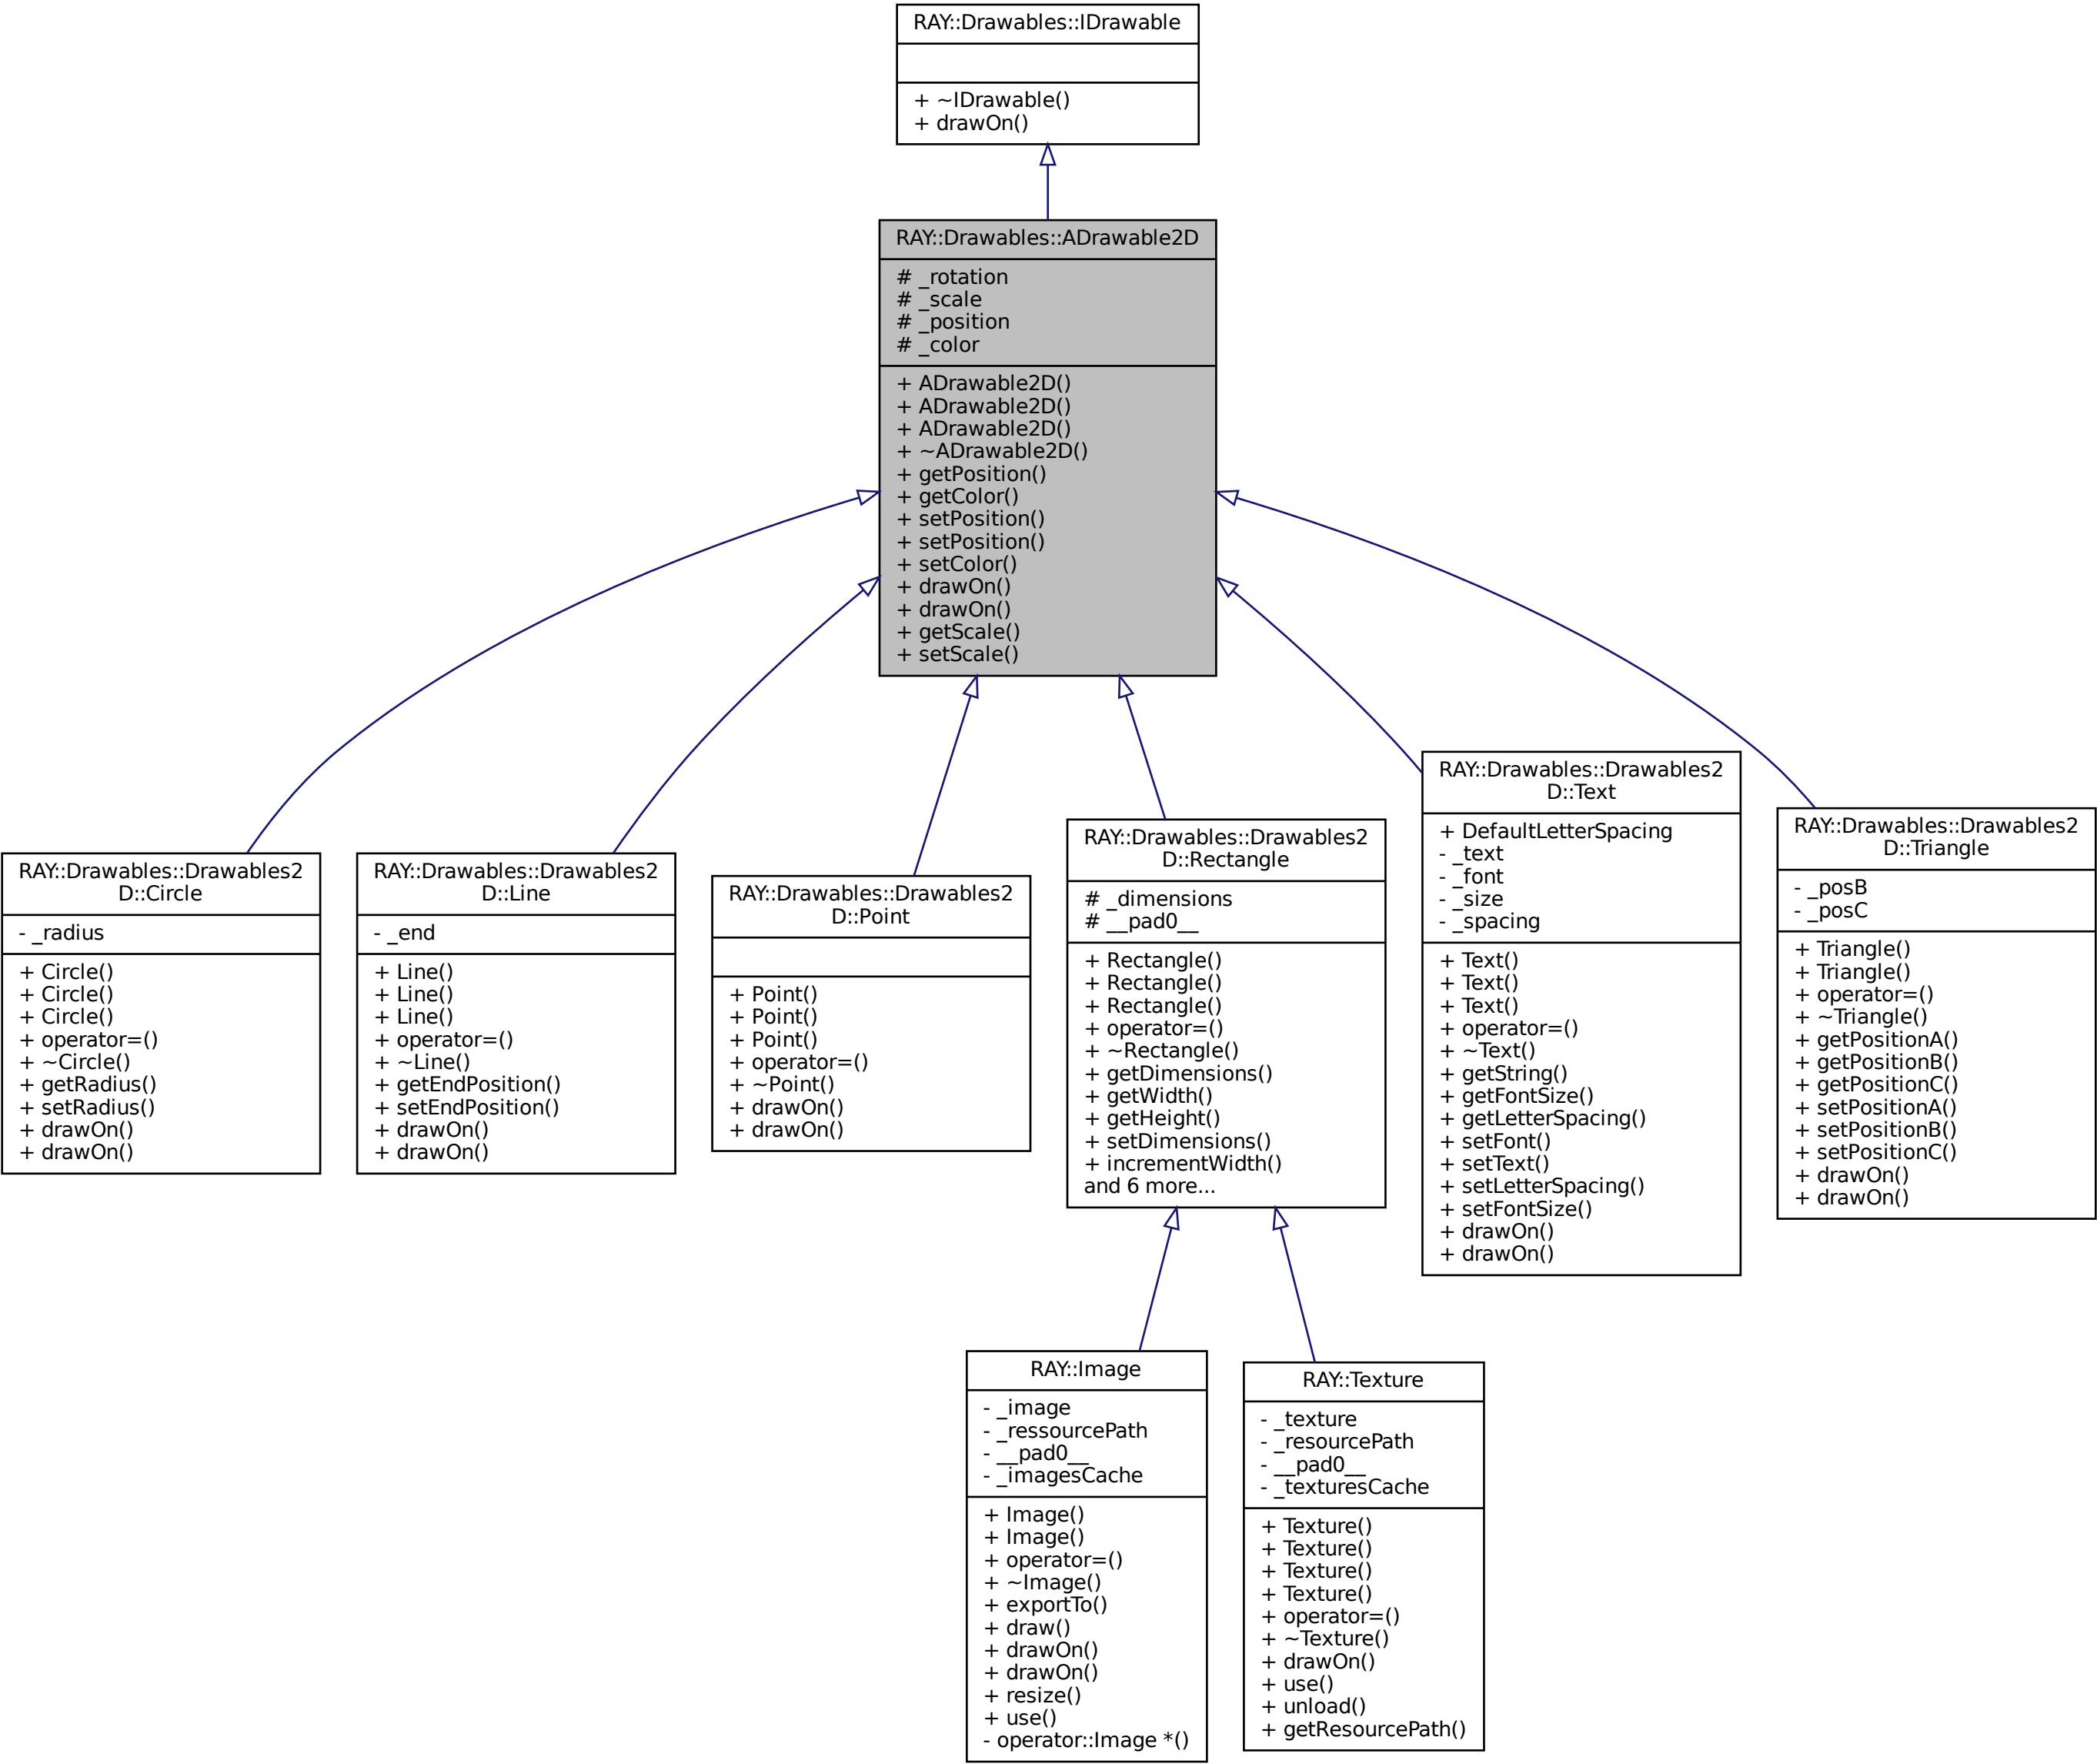 RAY::Drawables::IDrawable
+ ~IDrawable()
+ drawOn()
RAY::Drawables::ADrawable2D
# _rotation
# _scale
# _position
# _color
+ ADrawable2D()
+ ADrawable2D()
+ ADrawable2D()
+ ~ADrawable2D()
+ getPosition()
+ getColor()
+ setPosition()
+ setPosition()
+ setColor()
+ drawOn()
+ drawOn()
+ getScale()
+ setScale()
RAY::Drawables::Drawables2
D::Circle
- _radius
+ Circle()
+ Circle()
+ Circle()
+ operator=()
+ ~Circle()
+ getRadius()
+ setRadius()
+ drawOn()
+ drawOn()
RAY::Drawables::Drawables2
D::Line
- _end
+ Line()
+ Line()
+ Line()
+ operator=()
+ ~Line()
+ getEndPosition()
+ setEndPosition()
+ drawOn()
+ drawOn()
RAY::Drawables::Drawables2
D::Point
+ Point()
+ Point()
+ Point()
+ operator=()
+ ~Point()
+ drawOn()
+ drawOn()
RAY::Drawables::Drawables2
D::Rectangle
# _dimensions
# __pad0__
+ Rectangle()
+ Rectangle()
+ Rectangle()
+ operator=()
+ ~Rectangle()
+ getDimensions()
+ getWidth()
+ getHeight()
+ setDimensions()
+ incrementWidth()
and 6 more...
RAY::Drawables::Drawables2
D::Text
+ DefaultLetterSpacing
- _text
- _font
- _size
- _spacing
+ Text()
+ Text()
+ Text()
+ operator=()
+ ~Text()
+ getString()
+ getFontSize()
+ getLetterSpacing()
+ setFont()
+ setText()
+ setLetterSpacing()
+ setFontSize()
+ drawOn()
+ drawOn()
RAY::Drawables::Drawables2
D::Triangle
- _posB
- _posC
+ Triangle()
+ Triangle()
+ operator=()
+ ~Triangle()
+ getPositionA()
+ getPositionB()
+ getPositionC()
+ setPositionA()
+ setPositionB()
+ setPositionC()
+ drawOn()
+ drawOn()
RAY::Image
- _image
- _ressourcePath
- __pad0__
- _imagesCache
+ Image()
+ Image()
+ operator=()
+ ~Image()
+ exportTo()
+ draw()
+ drawOn()
+ drawOn()
+ resize()
+ use()
- operator::Image *()
RAY::Texture
- _texture
- _resourcePath
- __pad0__
- _texturesCache
+ Texture()
+ Texture()
+ Texture()
+ Texture()
+ operator=()
+ ~Texture()
+ drawOn()
+ use()
+ unload()
+ getResourcePath()